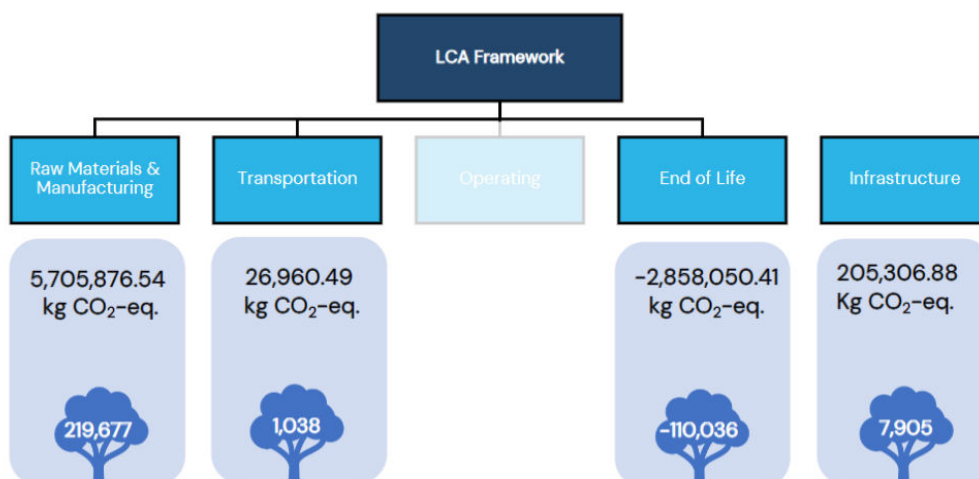 LCA Framework
Raw Materials &
Manufacturing
Transportation
Operating
End of Life
Infrastructure
5,705,876.54
kg CO₂-eq.
26,960.49
kg CO₂-eq.
-2,858,050.41
kg CO₂-eq.
205,306.88
Kg CO₂-eq.
219,677
1,038
-110,036
7,905